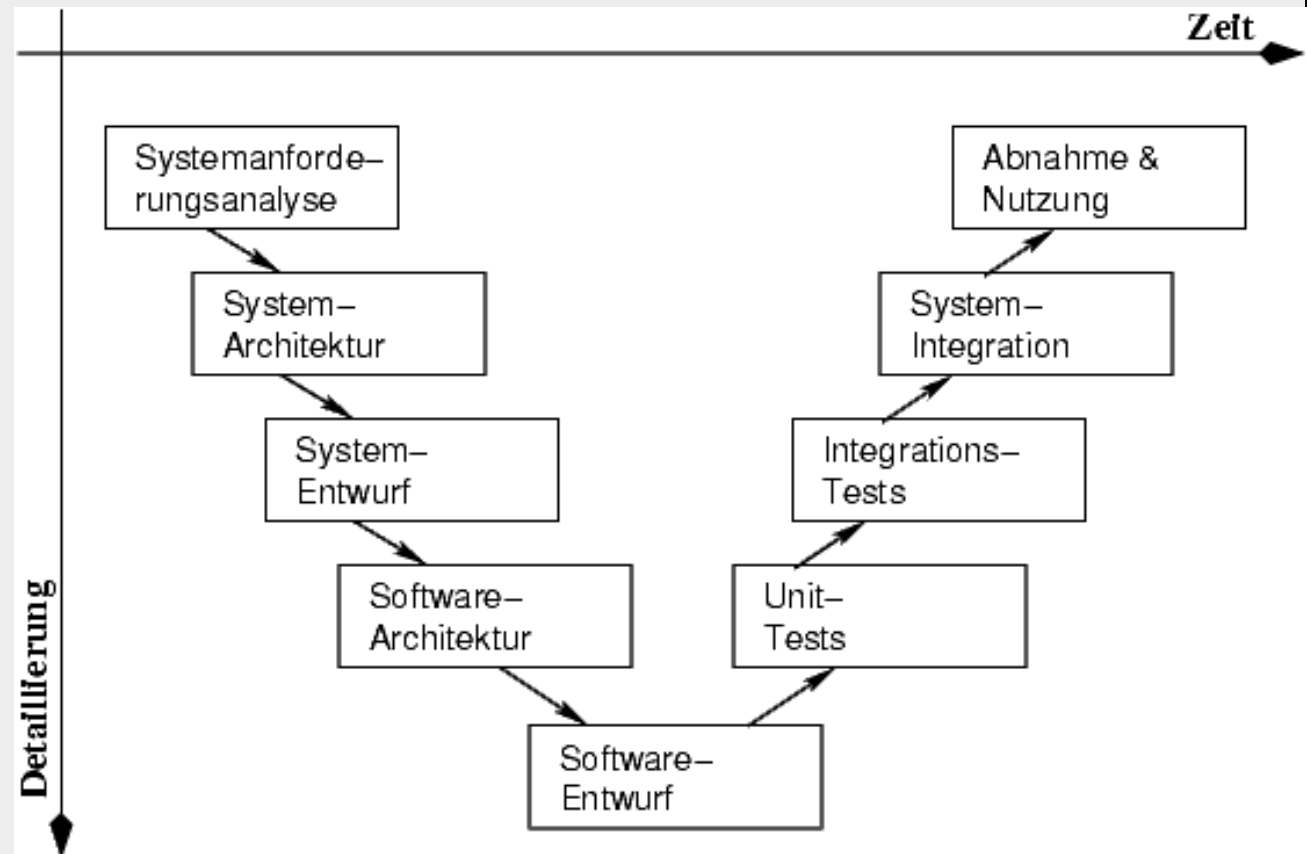 Zeit
Systemanforde–
rungsanalyse
Abnahme &
Nutzung
System–
Architektur
System–
Integration
System–
Entwurf
Integrations–
Tests
Software–
Architektur
Unit–
Tests
Software–
Entwurf
Detaillierung